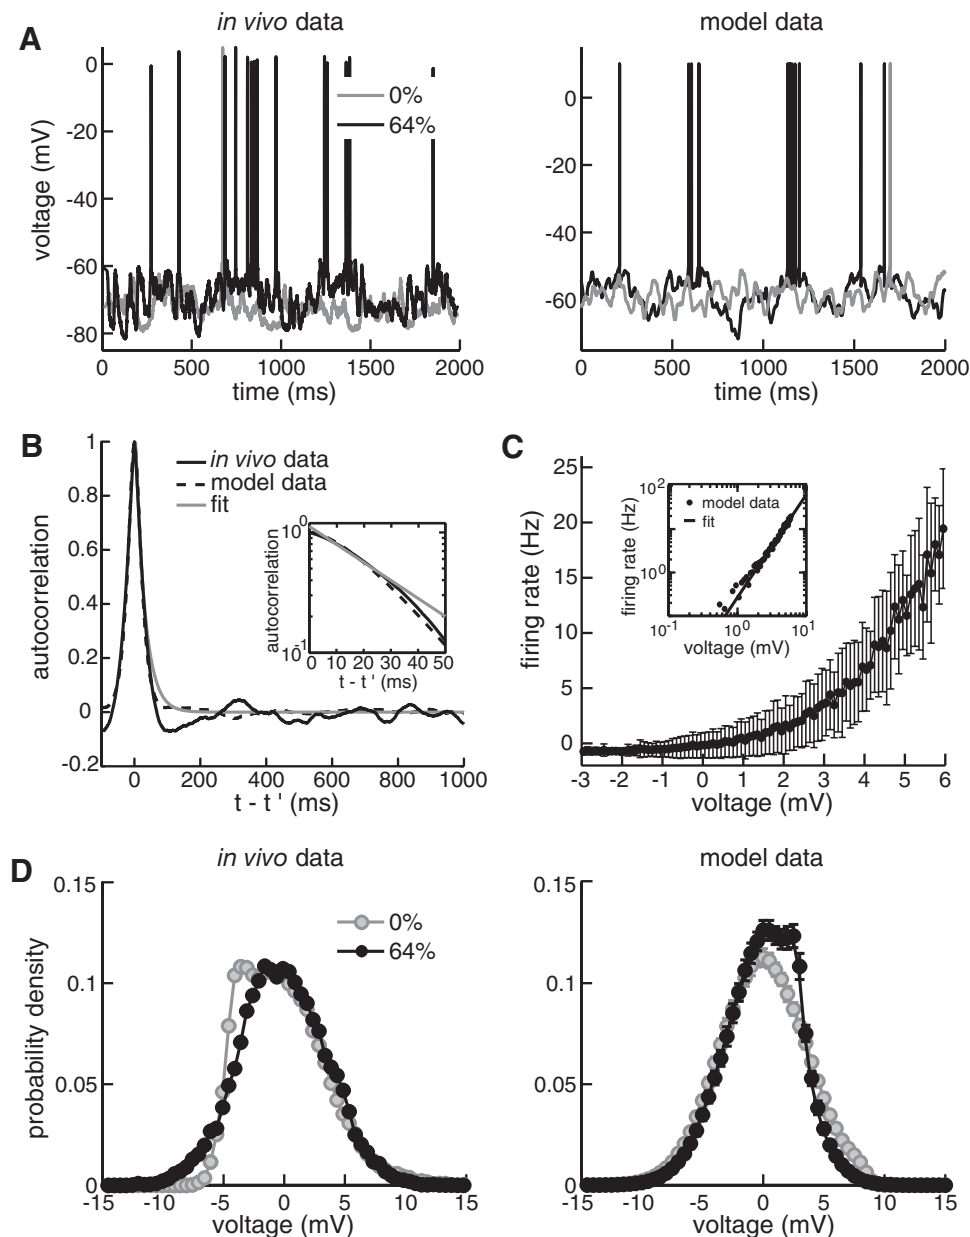 A
in vivo data
model data
0
-20
-40
-60
-80
voltage (mV)
0%
64%
0 500 1000 1500 2000
time (ms)
0
-20
-40
-60
0 500 1000 1500 2000
time (ms)
B
1
0.8
0.6
0.4
0.2
0
-0.2
autocorrelation
in vivo data
model data
fit
10^0
10^-1
autocorrelation
0 10 20 30 40 50
t - t ' (ms)
0 200 400 600 800 1000
t - t ' (ms)
C
25
20
15
10
5
0
firing rate (Hz)
10^2
10^0
firing rate (Hz)
model data
fit
10^-1 10^0 10^1
voltage (mV)
-3 -2 -1 0 1 2 3 4 5 6
voltage (mV)
D
in vivo data
model data
0.15
0.1
0.05
0
probability density
0%
64%
-15 -10 -5 0 5 10 15
voltage (mV)
0.15
0.1
0.05
0
-15 -10 -5 0 5 10 15
voltage (mV)